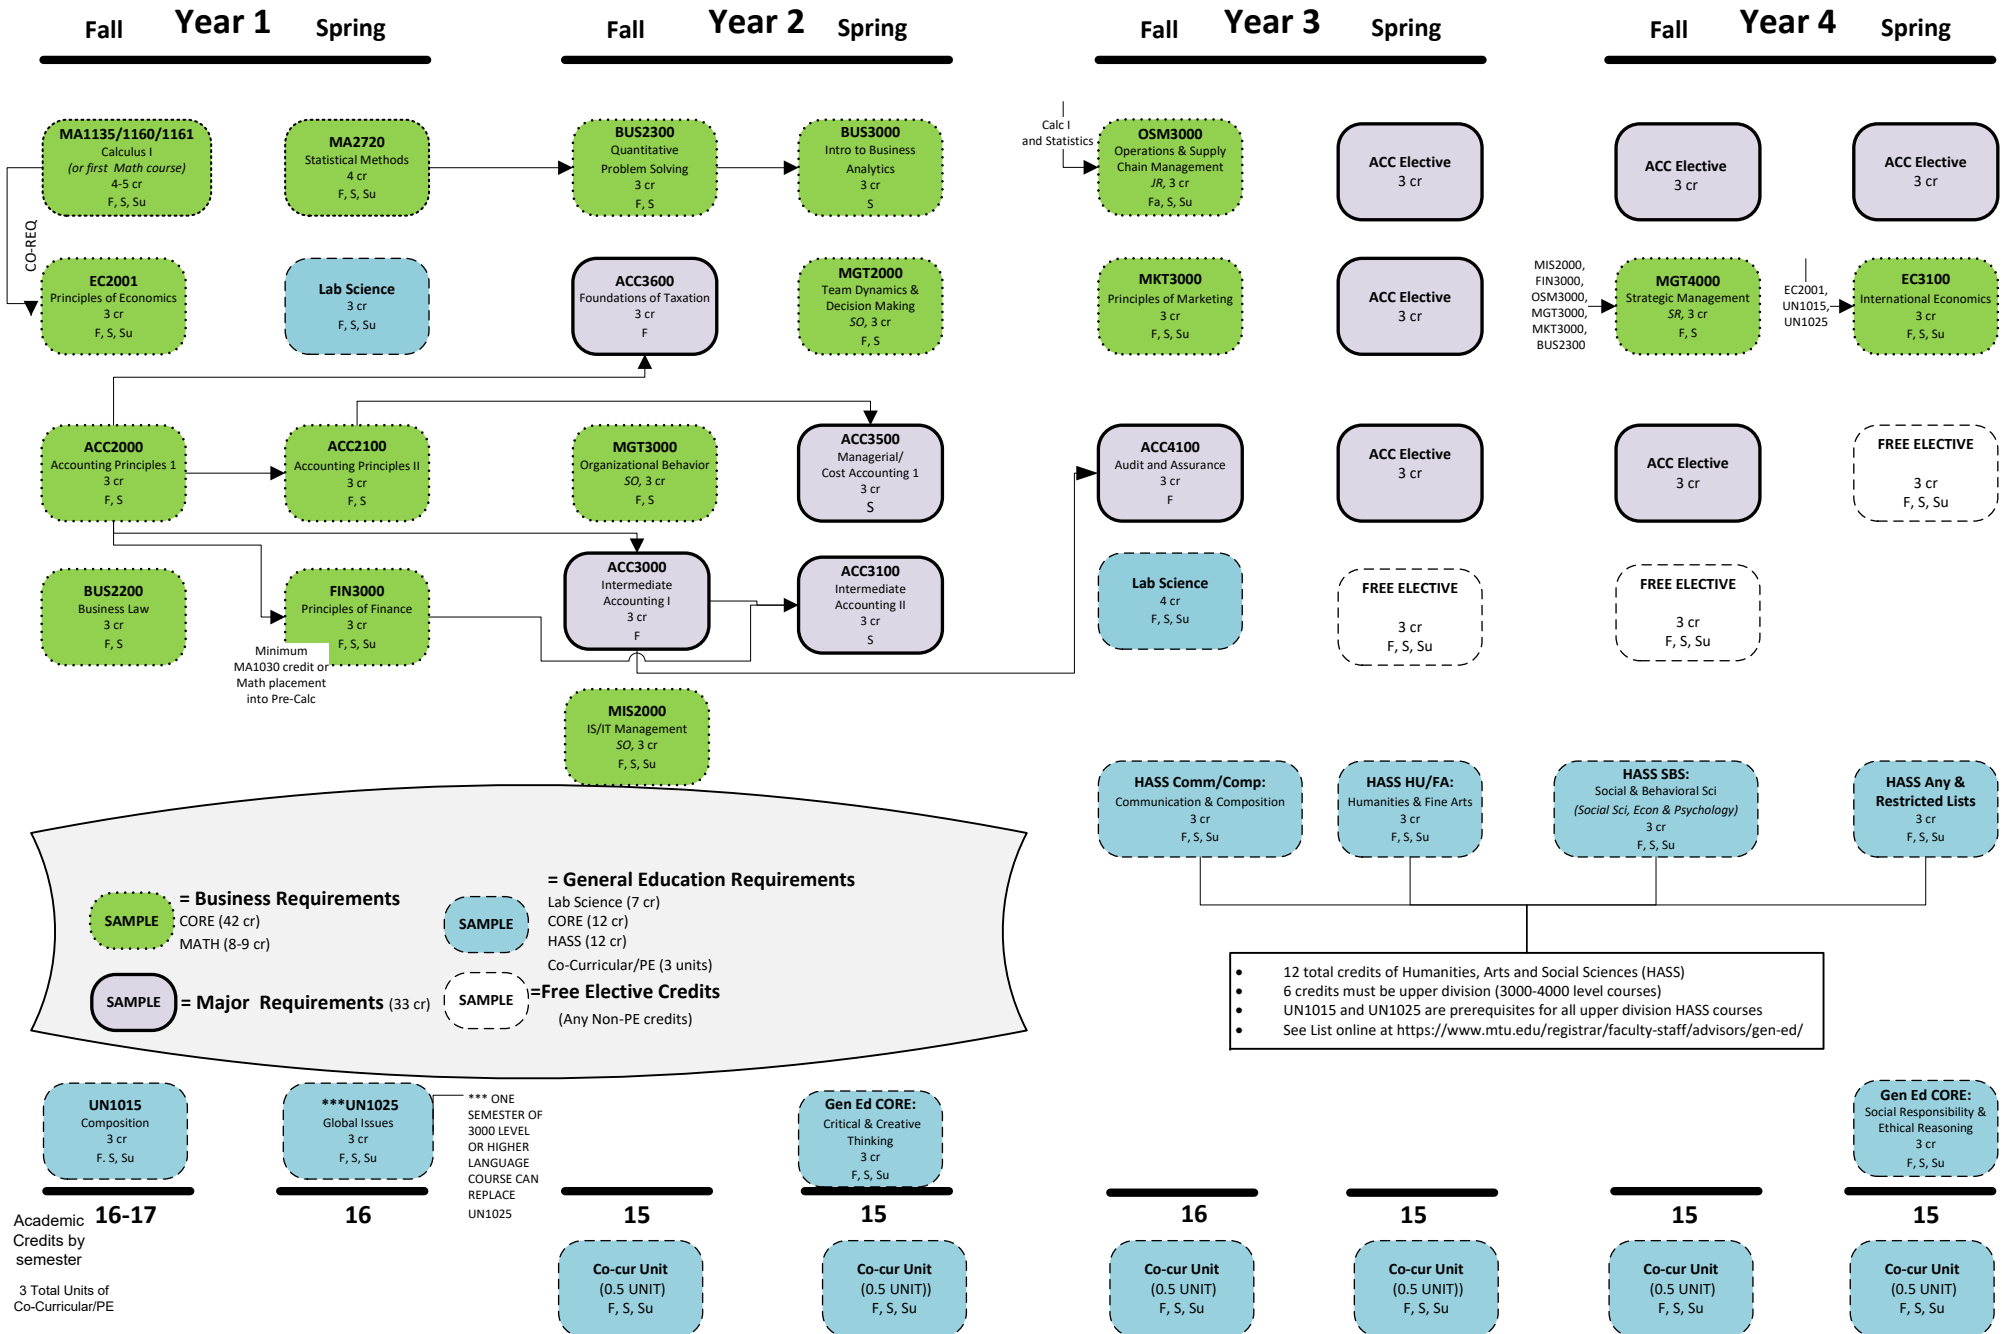 Year 1
Fall
Spring
Year 2
Fall
Spring
Year 3
Fall
Spring
Year 4
Fall
Spring
MA1135/1160/1161
Calculus I
(or first Math course)
4-5 cr
F, S, Su
MA2720
Statistical Methods
4 cr
F, S, Su
BUS2300
Quantitative
Problem Solving
3 cr
F, S
BUS3000
Intro to Business
Analytics
3 cr
S
Calc I
and Statistics
OSM3000
Operations & Supply
Chain Management
JR, 3 cr
Fa, S, Su
ACC Elective
3 cr
ACC Elective
3 cr
ACC Elective
3 cr
CO-REQ
EC2001
Principles of Economics
3 cr
F, S, Su
Lab Science
3 cr
F, S, Su
ACC3600
Foundations of Taxation
3 cr
F
MGT2000
Team Dynamics &
Decision Making
SO, 3 cr
F, S
MKT3000
Principles of Marketing
3 cr
F, S, Su
ACC Elective
3 cr
MIS2000,
FIN3000,
OSM3000,
MGT3000,
MKT3000,
BUS2300
MGT4000
Strategic Management
SR, 3 cr
F, S
EC2001,
UN1015,
UN1025
EC3100
International Economics
3 cr
F, S, Su
ACC2000
Accounting Principles 1
3 cr
F, S
ACC2100
Accounting Principles II
3 cr
F, S
MGT3000
Organizational Behavior
SO, 3 cr
F, S
ACC3500
Managerial/
Cost Accounting 1
3 cr
S
ACC4100
Audit and Assurance
3 cr
F
ACC Elective
3 cr
ACC Elective
3 cr
FREE ELECTIVE
3 cr
F, S, Su
BUS2200
Business Law
3 cr
F, S
FIN3000
Principles of Finance
3 cr
F, S, Su
Minimum
MA1030 credit or
Math placement
into Pre-Calc
ACC3000
Intermediate
Accounting I
3 cr
F
ACC3100
Intermediate
Accounting II
3 cr
S
Lab Science
4 cr
F, S, Su
FREE ELECTIVE
3 cr
F, S, Su
FREE ELECTIVE
3 cr
F, S, Su
MIS2000
IS/IT Management
SO, 3 cr
F, S, Su
HASS Comm/Comp:
Communication & Composition
3 cr
F, S, Su
HASS HU/FA:
Humanities & Fine Arts
3 cr
F, S, Su
HASS SBS:
Social & Behavioral Sci
(Social Sci, Econ & Psychology)
3 cr
F, S, Su
HASS Any &
Restricted Lists
3 cr
F, S, Su
SAMPLE
= Business Requirements
CORE (42 cr)
MATH (8-9 cr)
SAMPLE
= General Education Requirements
Lab Science (7 cr)
CORE (12 cr)
HASS (12 cr)
Co-Curricular/PE (3 units)
SAMPLE
= Major Requirements (33 cr)
SAMPLE
=Free Elective Credits
(Any Non-PE credits)
• 12 total credits of Humanities, Arts and Social Sciences (HASS)
• 6 credits must be upper division (3000-4000 level courses)
• UN1015 and UN1025 are prerequisites for all upper division HASS courses
• See List online at https://www.mtu.edu/registrar/faculty-staff/advisors/gen-ed/
UN1015
Composition
3 cr
F. S, Su
***UN1025
Global Issues
3 cr
F, S, Su
*** ONE
SEMESTER OF
3000 LEVEL
OR HIGHER
LANGUAGE
COURSE CAN
REPLACE
UN1025
Gen Ed CORE:
Critical & Creative
Thinking
3 cr
F, S, Su
Gen Ed CORE:
Social Responsibility &
Ethical Reasoning
3 cr
F, S, Su
Academic
Credits by
semester
16-17
16
15
15
16
15
15
15
3 Total Units of
Co-Curricular/PE
Co-cur Unit
(0.5 UNIT)
F, S, Su
Co-cur Unit
(0.5 UNIT))
F, S, Su
Co-cur Unit
(0.5 UNIT)
F, S, Su
Co-cur Unit
(0.5 UNIT))
F, S, Su
Co-cur Unit
(0.5 UNIT)
F, S, Su
Co-cur Unit
(0.5 UNIT)
F, S, Su